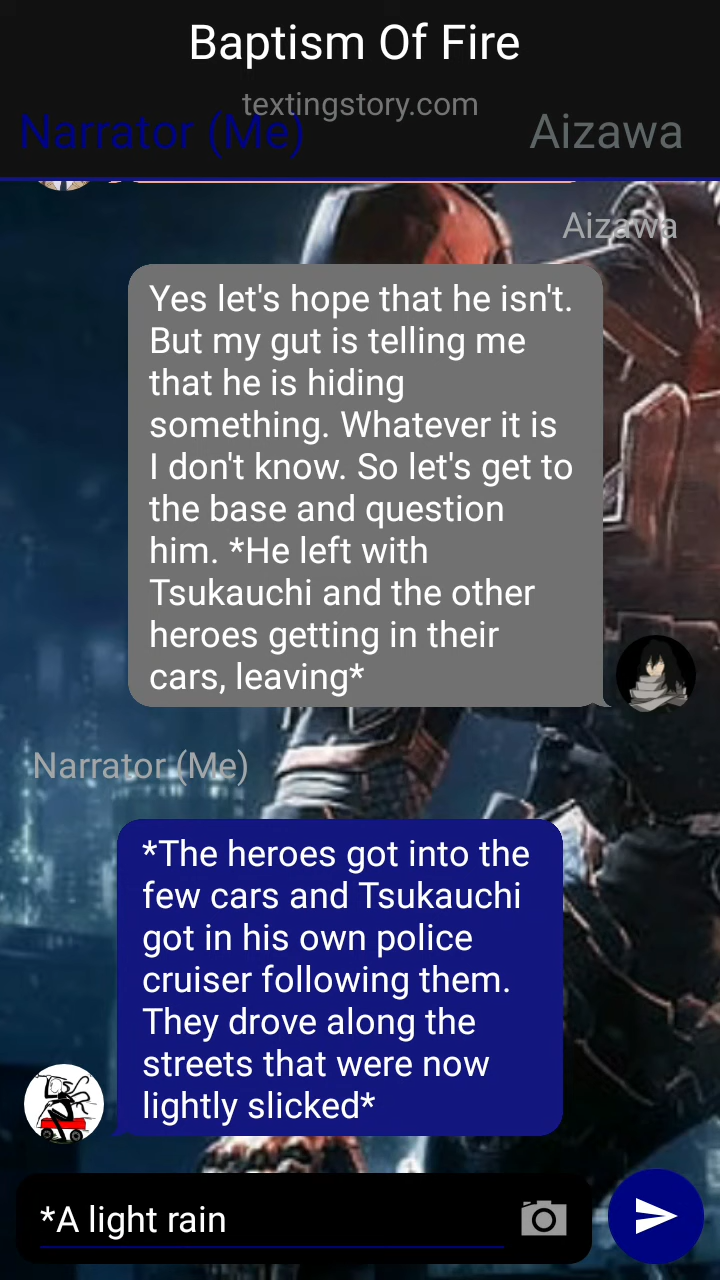 Baptism Of Fire
textingstory.com
Narrator (Me)
Aizawa
Aizawa
Yes let's hope that he isn't.
But my gut is telling me
that he is hiding
something. Whatever it is
I don't know. So let's get to
the base and question
him. *He left with
Tsukauchi and the other
heroes getting in their
cars, leaving*
Narrator (Me)
*The heroes got into the
few cars and Tsukauchi
got in his own police
cruiser following them.
They drove along the
streets that were now
lightly slicked*
*A light rain